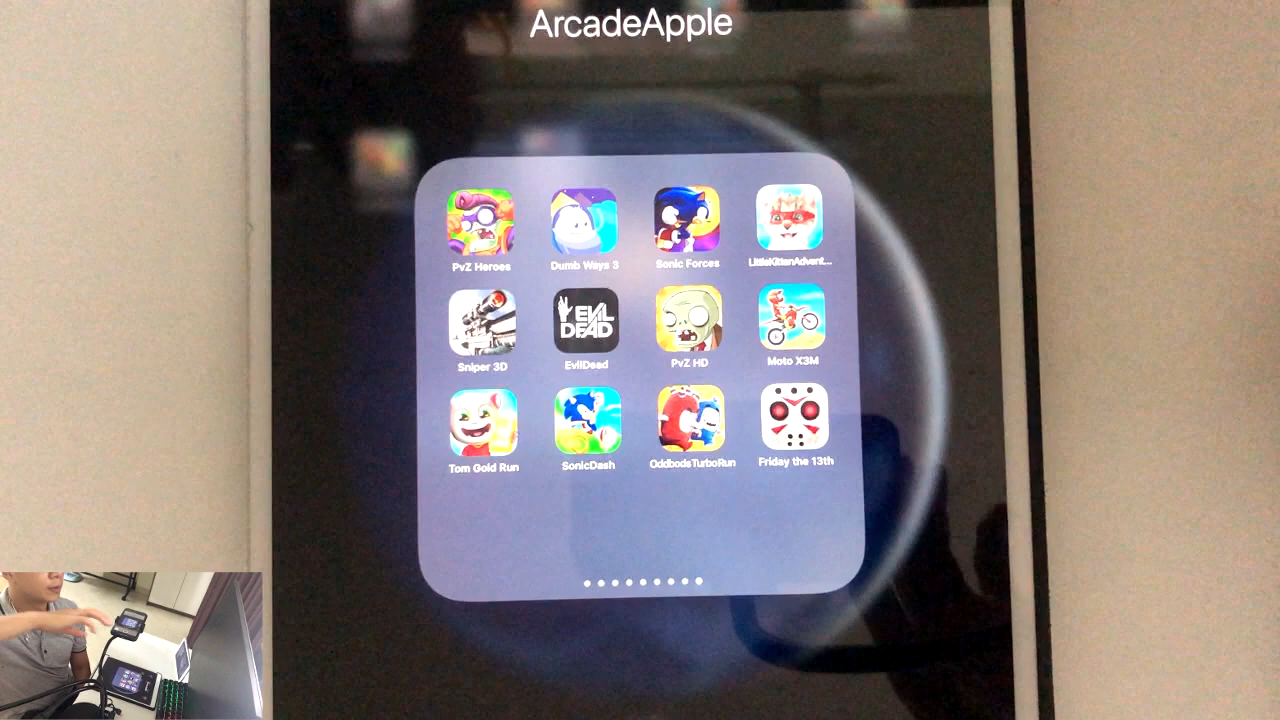 ArcadeApple
PvZ Heroes
Dumb Ways 3
Sonic Forces
LittleKittenAdvent...
Sniper 3D
EVIL DEAD
EvilDead
PvZ HD
Moto X3M
Tom Gold Run
SonicDash
OddbodsTurboRun
Friday the 13th